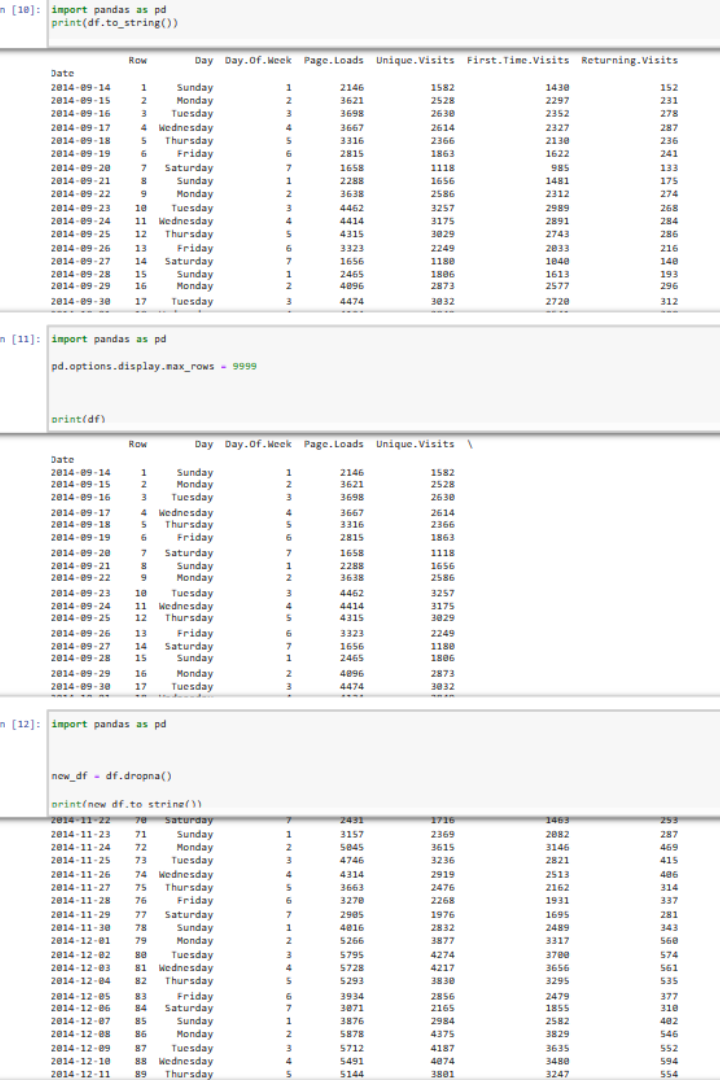 n [10]: import pandas as pd
print(df.to_string())
Row Day Day.Of.Week Page.Loads Unique.Visits First.Time.Visits Returning.Visits
Date
2014-09-14 1 Sunday 1 2146 1582 1430 152
2014-09-15 2 Monday 2 3621 2528 2297 231
2014-09-16 3 Tuesday 3 3698 2630 2352 278
2014-09-17 4 Wednesday 4 3667 2614 2327 287
2014-09-18 5 Thursday 5 3316 2366 2130 236
2014-09-19 6 Friday 6 2815 1863 1622 241
2014-09-20 7 Saturday 7 1658 1118 985 133
2014-09-21 8 Sunday 1 2288 1656 1481 175
2014-09-22 9 Monday 2 3638 2586 2312 274
2014-09-23 10 Tuesday 3 4462 3257 2989 268
2014-09-24 11 Wednesday 4 4414 3175 2891 284
2014-09-25 12 Thursday 5 4315 3029 2743 286
2014-09-26 13 Friday 6 3323 2249 2033 216
2014-09-27 14 Saturday 7 1656 1180 1040 140
2014-09-28 15 Sunday 1 2465 1806 1613 193
2014-09-29 16 Monday 2 4096 2873 2577 296
2014-09-30 17 Tuesday 3 4474 3032 2720 312
n [11]: import pandas as pd
pd.options.display.max_rows = 9999
print(df)
Row Day Day.Of.Week Page.Loads Unique.Visits \
Date
2014-09-14 1 Sunday 1 2146 1582
2014-09-15 2 Monday 2 3621 2528
2014-09-16 3 Tuesday 3 3698 2630
2014-09-17 4 Wednesday 4 3667 2614
2014-09-18 5 Thursday 5 3316 2366
2014-09-19 6 Friday 6 2815 1863
2014-09-20 7 Saturday 7 1658 1118
2014-09-21 8 Sunday 1 2288 1656
2014-09-22 9 Monday 2 3638 2586
2014-09-23 10 Tuesday 3 4462 3257
2014-09-24 11 Wednesday 4 4414 3175
2014-09-25 12 Thursday 5 4315 3029
2014-09-26 13 Friday 6 3323 2249
2014-09-27 14 Saturday 7 1656 1180
2014-09-28 15 Sunday 1 2465 1806
2014-09-29 16 Monday 2 4096 2873
2014-09-30 17 Tuesday 3 4474 3032
n [12]: import pandas as pd
new_df = df.dropna()
print(new_df.to_string())
2014-11-22 70 Saturday 7 2431 1716 1463 253
2014-11-23 71 Sunday 1 3157 2369 2082 287
2014-11-24 72 Monday 2 5045 3615 3146 469
2014-11-25 73 Tuesday 3 4746 3236 2821 415
2014-11-26 74 Wednesday 4 4314 2919 2513 406
2014-11-27 75 Thursday 5 3663 2476 2162 314
2014-11-28 76 Friday 6 3270 2268 1931 337
2014-11-29 77 Saturday 7 2905 1976 1695 281
2014-11-30 78 Sunday 1 4016 2832 2489 343
2014-12-01 79 Monday 2 5266 3877 3317 560
2014-12-02 80 Tuesday 3 5795 4274 3700 574
2014-12-03 81 Wednesday 4 5728 4217 3656 561
2014-12-04 82 Thursday 5 5293 3830 3295 535
2014-12-05 83 Friday 6 3934 2856 2479 377
2014-12-06 84 Saturday 7 3071 2165 1855 310
2014-12-07 85 Sunday 1 3876 2984 2582 402
2014-12-08 86 Monday 2 5878 4375 3829 546
2014-12-09 87 Tuesday 3 5712 4187 3635 552
2014-12-10 88 Wednesday 4 5491 4074 3480 594
2014-12-11 89 Thursday 5 5144 3801 3247 554